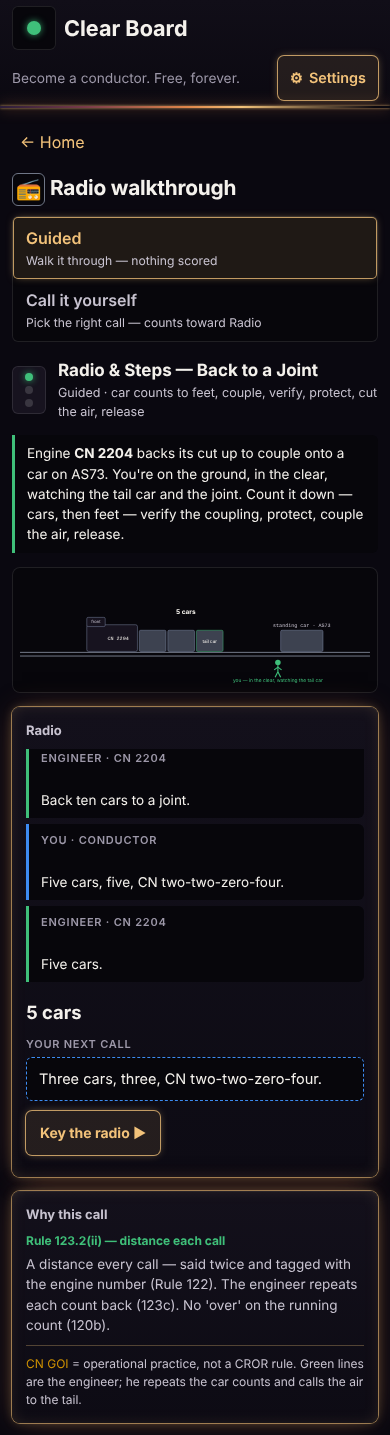 Clear Board
Become a conductor. Free, forever.
⚙ Settings
← Home
📻 Radio walkthrough
Guided
Walk it through — nothing scored
Call it yourself
Pick the right call — counts toward Radio
Radio & Steps — Back to a Joint
Guided · car counts to feet, couple, verify, protect, cut
the air, release
Engine CN 2204 backs its cut up to couple onto a
car on AS73. You're on the ground, in the clear,
watching the tail car and the joint. Count it down —
cars, then feet — verify the coupling, protect, couple
the air, release.
5 cars
front
CN 2204
tail car
standing car · AS73
you — in the clear, watching the tail car
Radio
ENGINEER · CN 2204
Back ten cars to a joint.
YOU · CONDUCTOR
Five cars, five, CN two-two-zero-four.
ENGINEER · CN 2204
Five cars.
5 cars
YOUR NEXT CALL
Three cars, three, CN two-two-zero-four.
Key the radio ▶
Why this call
Rule 123.2(ii) — distance each call
A distance every call — said twice and tagged with
the engine number (Rule 122). The engineer repeats
each count back (123c). No 'over' on the running
count (120b).
CN GOI = operational practice, not a CROR rule. Green lines
are the engineer; he repeats the car counts and calls the air
to the tail.